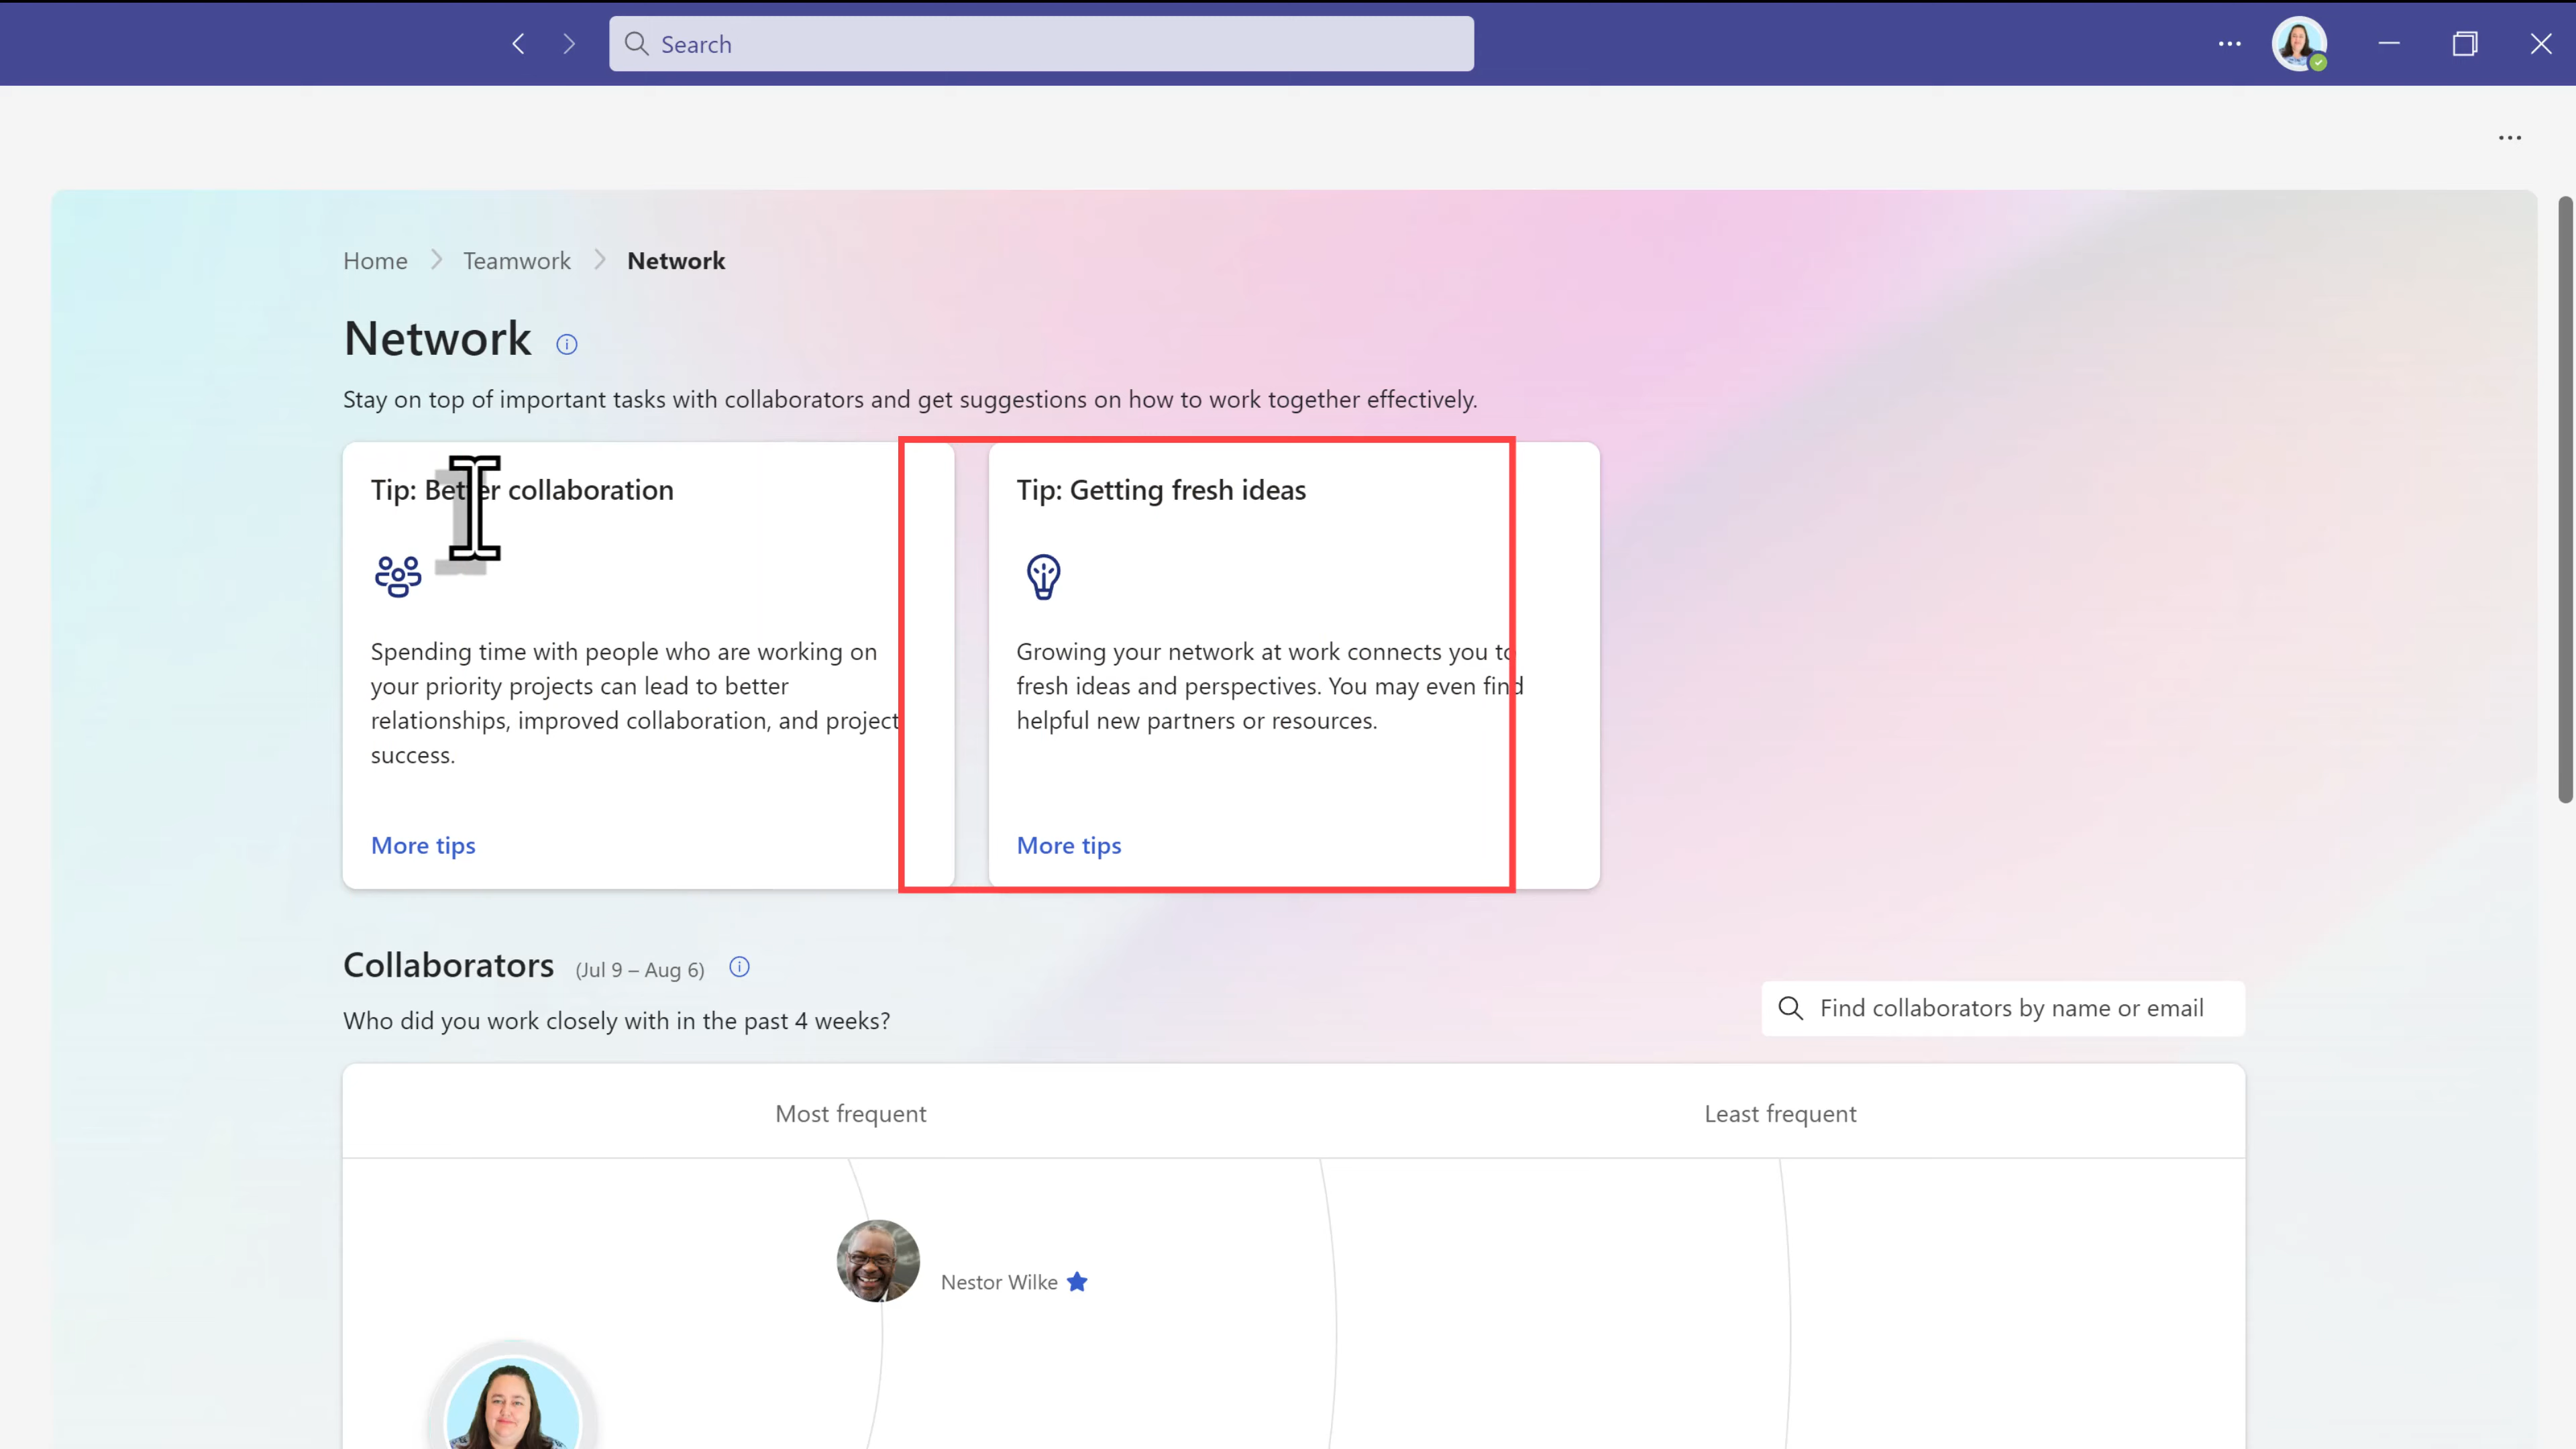 Search
Home > Teamwork > Network
Network
Stay on top of important tasks with collaborators and get suggestions on how to work together effectively.
Tip: Better collaboration
Spending time with people who are working on
your priority projects can lead to better
relationships, improved collaboration, and project
success.
More tips
Tip: Getting fresh ideas
Growing your network at work connects you to
fresh ideas and perspectives. You may even find
helpful new partners or resources.
More tips
Collaborators (Jul 9 – Aug 6)
Who did you work closely with in the past 4 weeks?
Find collaborators by name or email
Most frequent
Least frequent
Nestor Wilke